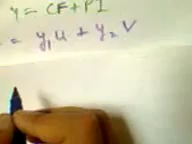 y = CF + PI
= y₁u + y₂v